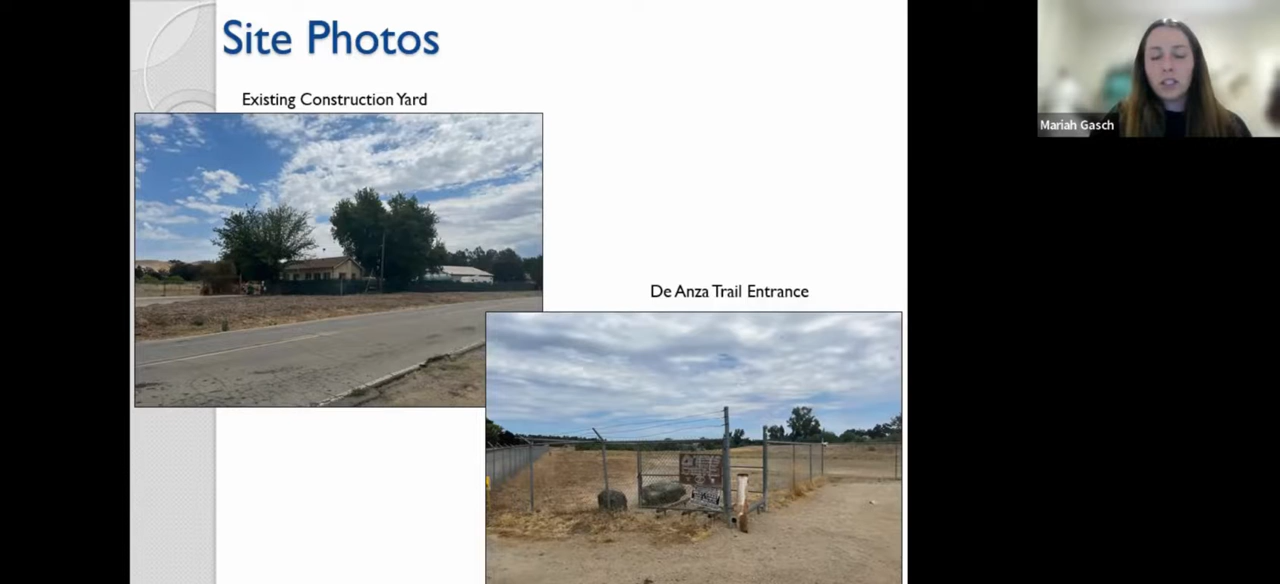 Site Photos
Existing Construction Yard
Mariah Gasch
De Anza Trail Entrance